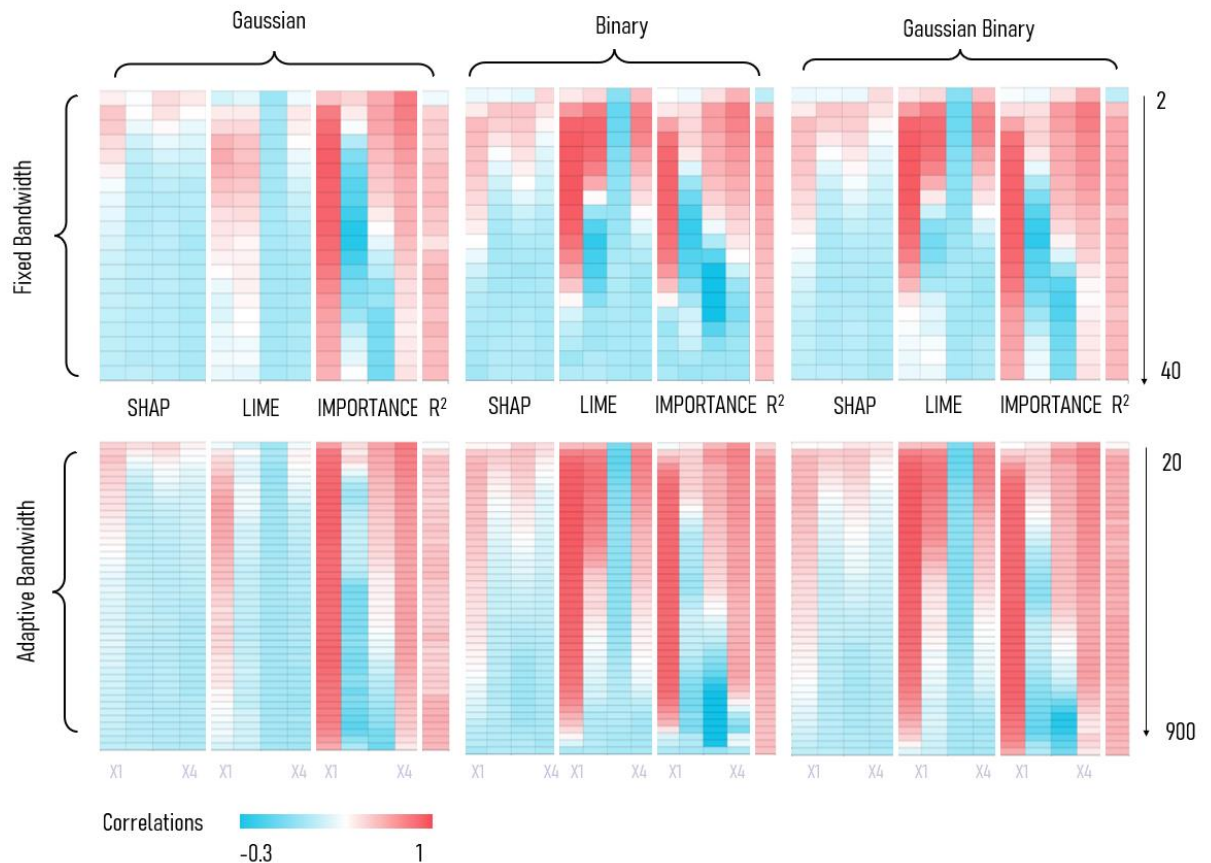 Gaussian
Binary
Gaussian Binary
Fixed Bandwidth
2
40
SHAP LIME IMPORTANCE R² SHAP LIME IMPORTANCE R² SHAP LIME IMPORTANCE R²
Adaptive Bandwidth
20
900
X1 X4 X1 X4 X1 X4 X1 X4 X1 X4 X1 X4 X1 X4 X1 X4 X1 X4
Correlations
-0.3 1